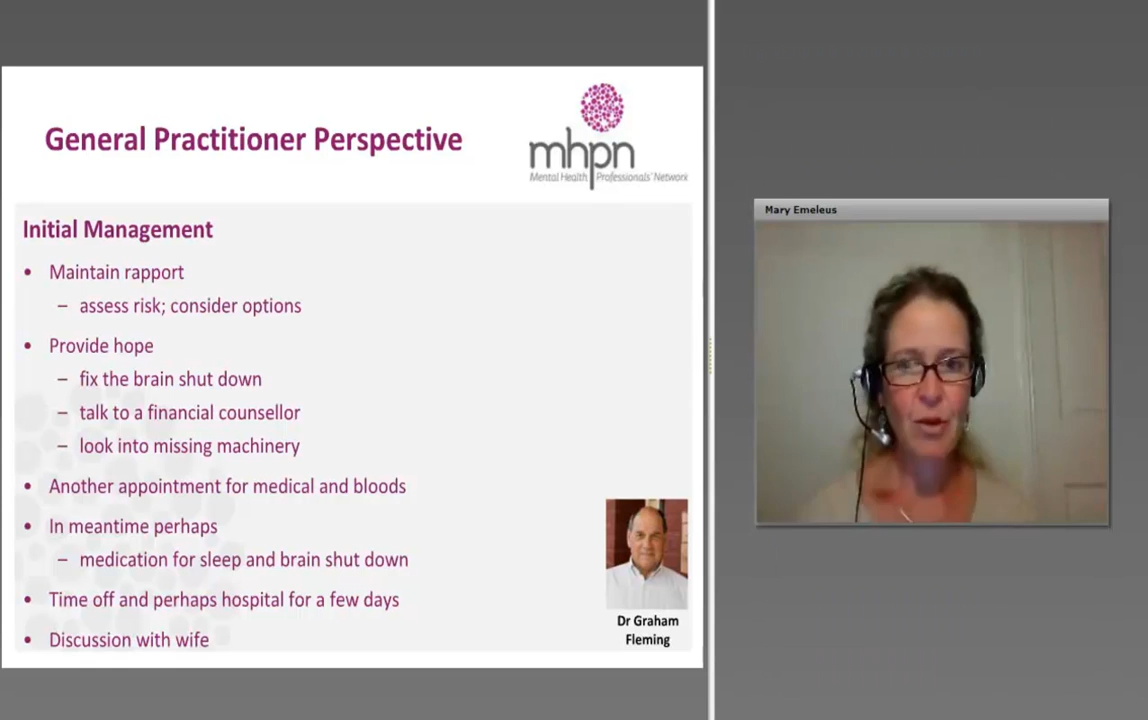 General Practitioner Perspective
mhpn
Mental Health Professionals' Network
Initial Management
• Maintain rapport
– assess risk; consider options
• Provide hope
– fix the brain shut down
– talk to a financial counsellor
– look into missing machinery
• Another appointment for medical and bloods
• In meantime perhaps
– medication for sleep and brain shut down
• Time off and perhaps hospital for a few days
• Discussion with wife
Dr Graham
Fleming
Mary Emeleus